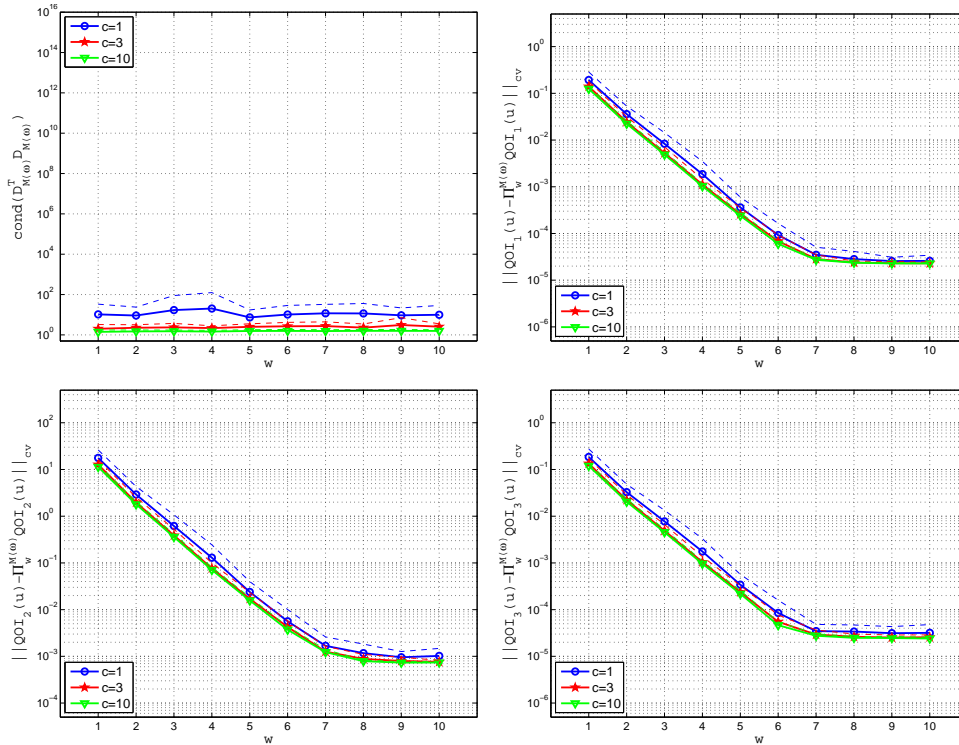 cond(D^T_{M(ω)}D_{M(ω)})
10^16
10^14
10^12
10^10
10^8
10^6
10^4
10^2
10^0
c=1
c=3
c=10
1 2 3 4 5 6 7 8 9 10
w
||QOI_1(u)-Π_w^{M(ω)}QOI_1(u)||_cv
10^0
10^-1
10^-2
10^-3
10^-4
10^-5
10^-6
c=1
c=3
c=10
1 2 3 4 5 6 7 8 9 10
w
||QOI_2(u)-Π_w^{M(ω)}QOI_2(u)||_cv
10^2
10^1
10^0
10^-1
10^-2
10^-3
10^-4
c=1
c=3
c=10
1 2 3 4 5 6 7 8 9 10
w
||QOI_3(u)-Π_w^{M(ω)}QOI_3(u)||_cv
10^0
10^-1
10^-2
10^-3
10^-4
10^-5
10^-6
c=1
c=3
c=10
1 2 3 4 5 6 7 8 9 10
w